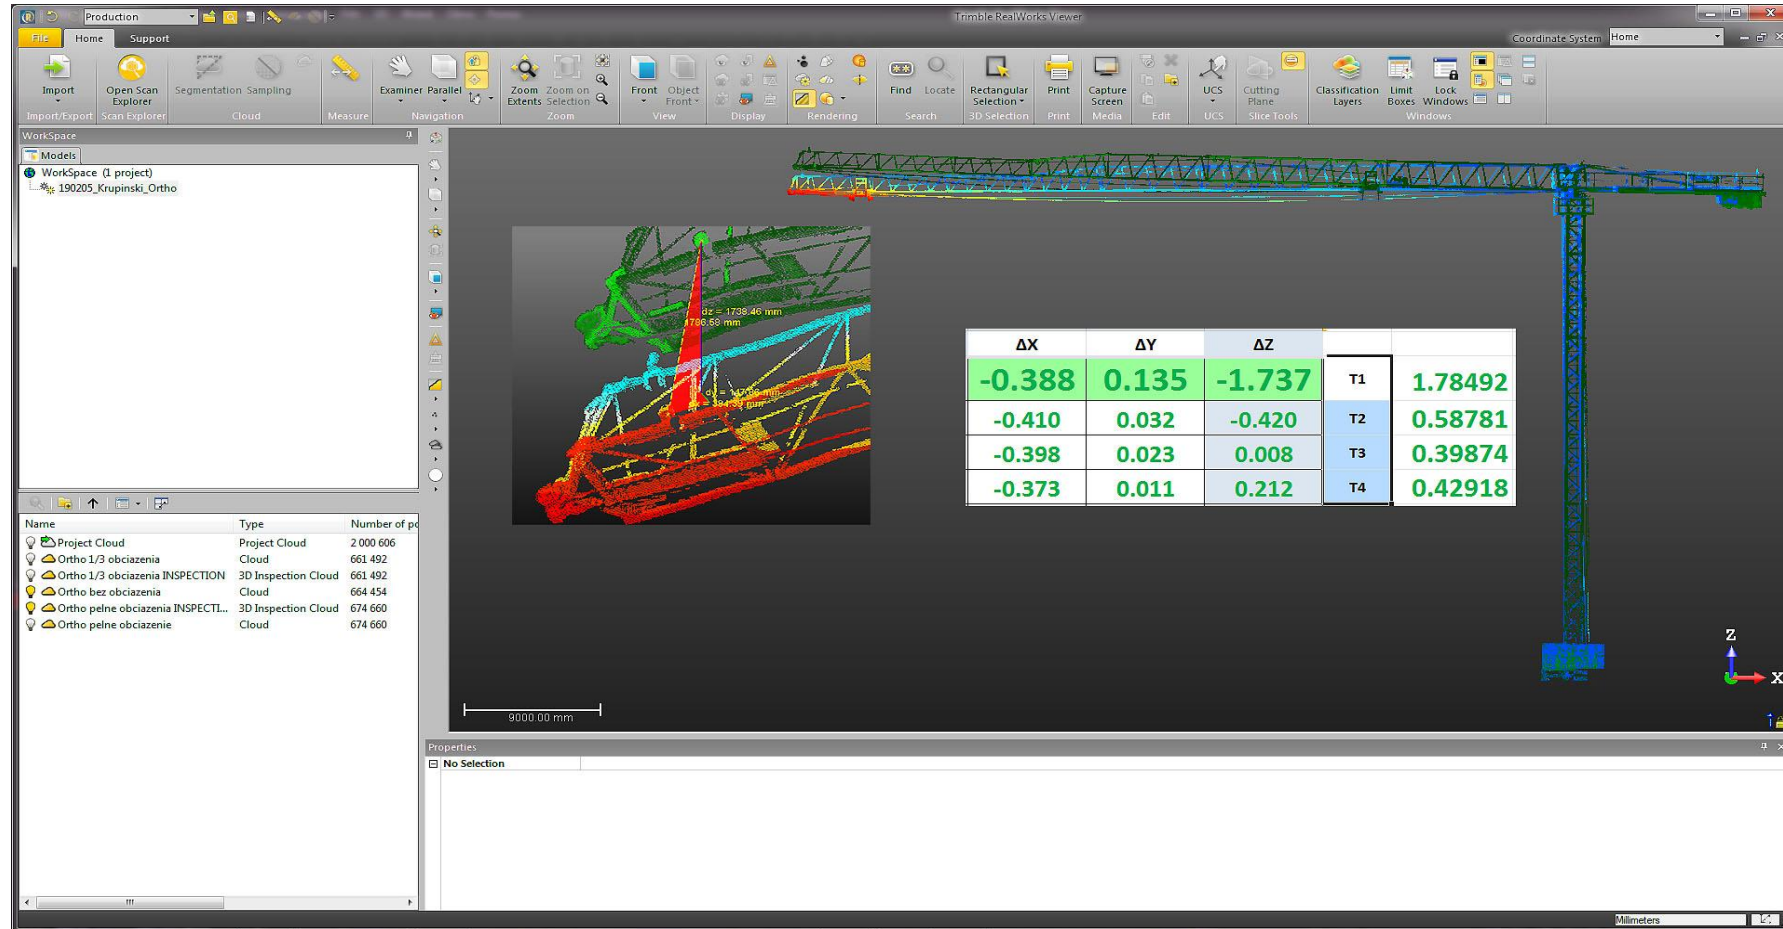 Production
Trimble RealWorks Viewer
File Home Support
Coordinate System Home
Import
Open Scan Explorer
Segmentation Sampling
Examiner Parallel
Zoom Extents
Zoom on Selection
Front
Object Front
Find Locate
Rectangular Selection
Print
Capture Screen
UCS
Cutting Plane
Classification Layers
Limit Boxes
Lock Windows
Import/Export Scan Explorer Cloud Measure Navigation Zoom View Display Rendering Search 3D Selection Print Media Edit UCS Slice Tools Windows
WorkSpace
Models
WorkSpace (1 project)
190205_Krupinski_Ortho
Name Type Number of po
Project Cloud Project Cloud 2 000 606
Ortho 1/3 obciazenia Cloud 661 492
Ortho 1/3 obciazenia INSPECTION 3D Inspection Cloud 661 492
Ortho bez obciazenia Cloud 664 454
Ortho pelne obciazenia INSPECTI... 3D Inspection Cloud 674 660
Ortho pelne obciazenie Cloud 674 660
dz = 1738.46 mm
1786.58 mm
ΔX ΔY ΔZ
-0.388 0.135 -1.737 T1 1.78492
-0.410 0.032 -0.420 T2 0.58781
-0.398 0.023 0.008 T3 0.39874
-0.373 0.011 0.212 T4 0.42918
Z
X
9000.00 mm
Properties
No Selection
Millimeters